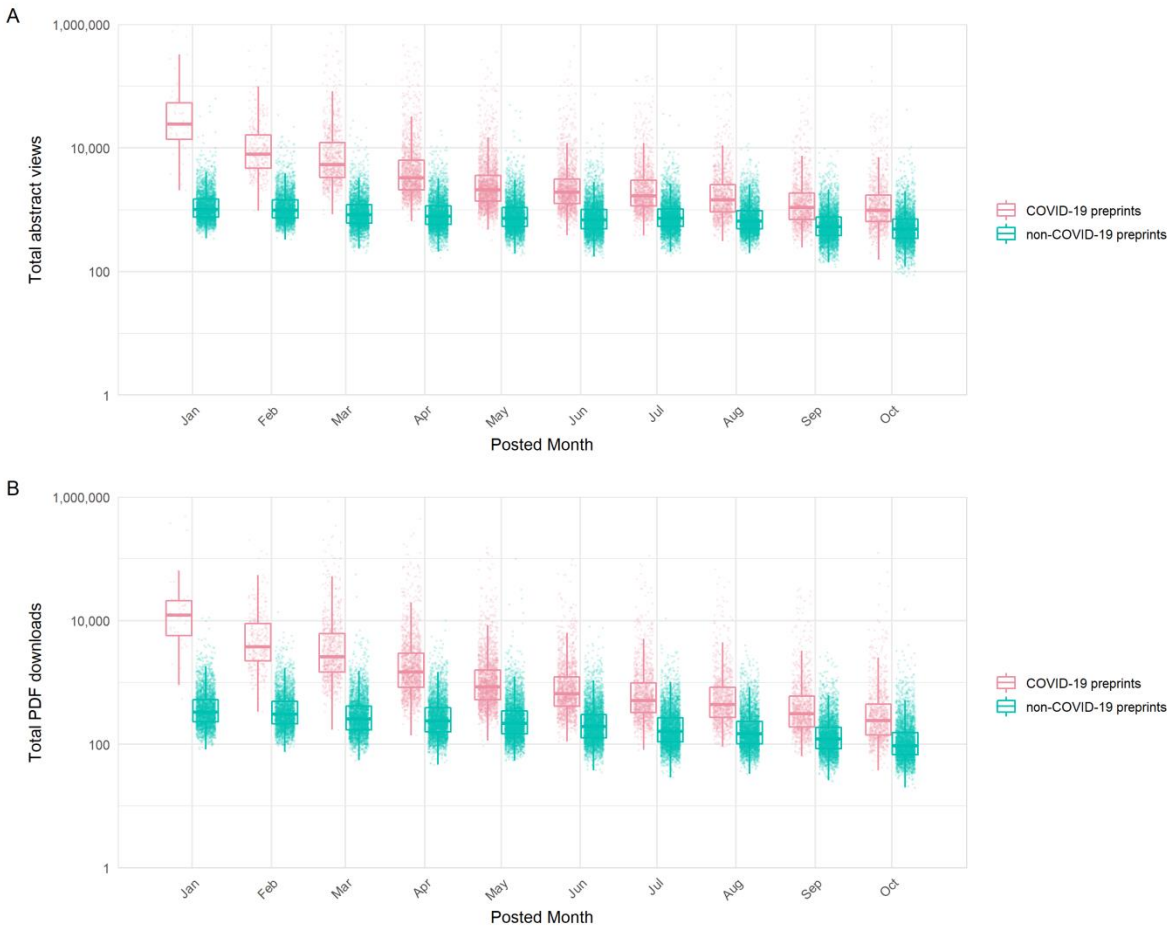 A
1,000,000
10,000
100
1
Total abstract views
Jan
Feb
Mar
Apr
May
Jun
Jul
Aug
Sep
Oct
Posted Month
COVID-19 preprints
non-COVID-19 preprints
B
1,000,000
10,000
100
1
Total PDF downloads
Jan
Feb
Mar
Apr
May
Jun
Jul
Aug
Sep
Oct
Posted Month
COVID-19 preprints
non-COVID-19 preprints